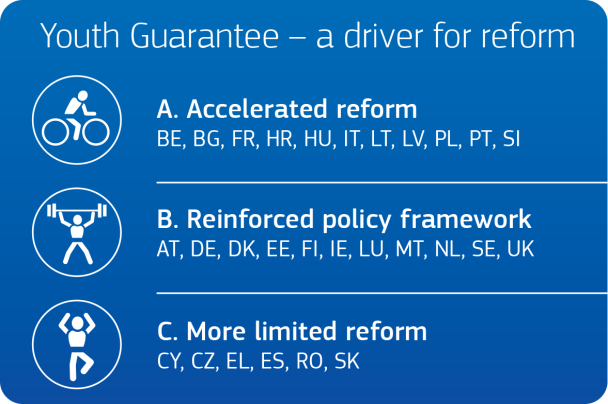 Youth Guarantee – a driver for reform
A. Accelerated reform
BE, BG, FR, HR, HU, IT, LT, LV, PL, PT, SI
B. Reinforced policy framework
AT, DE, DK, EE, FI, IE, LU, MT, NL, SE, UK
C. More limited reform
CY, CZ, EL, ES, RO, SK